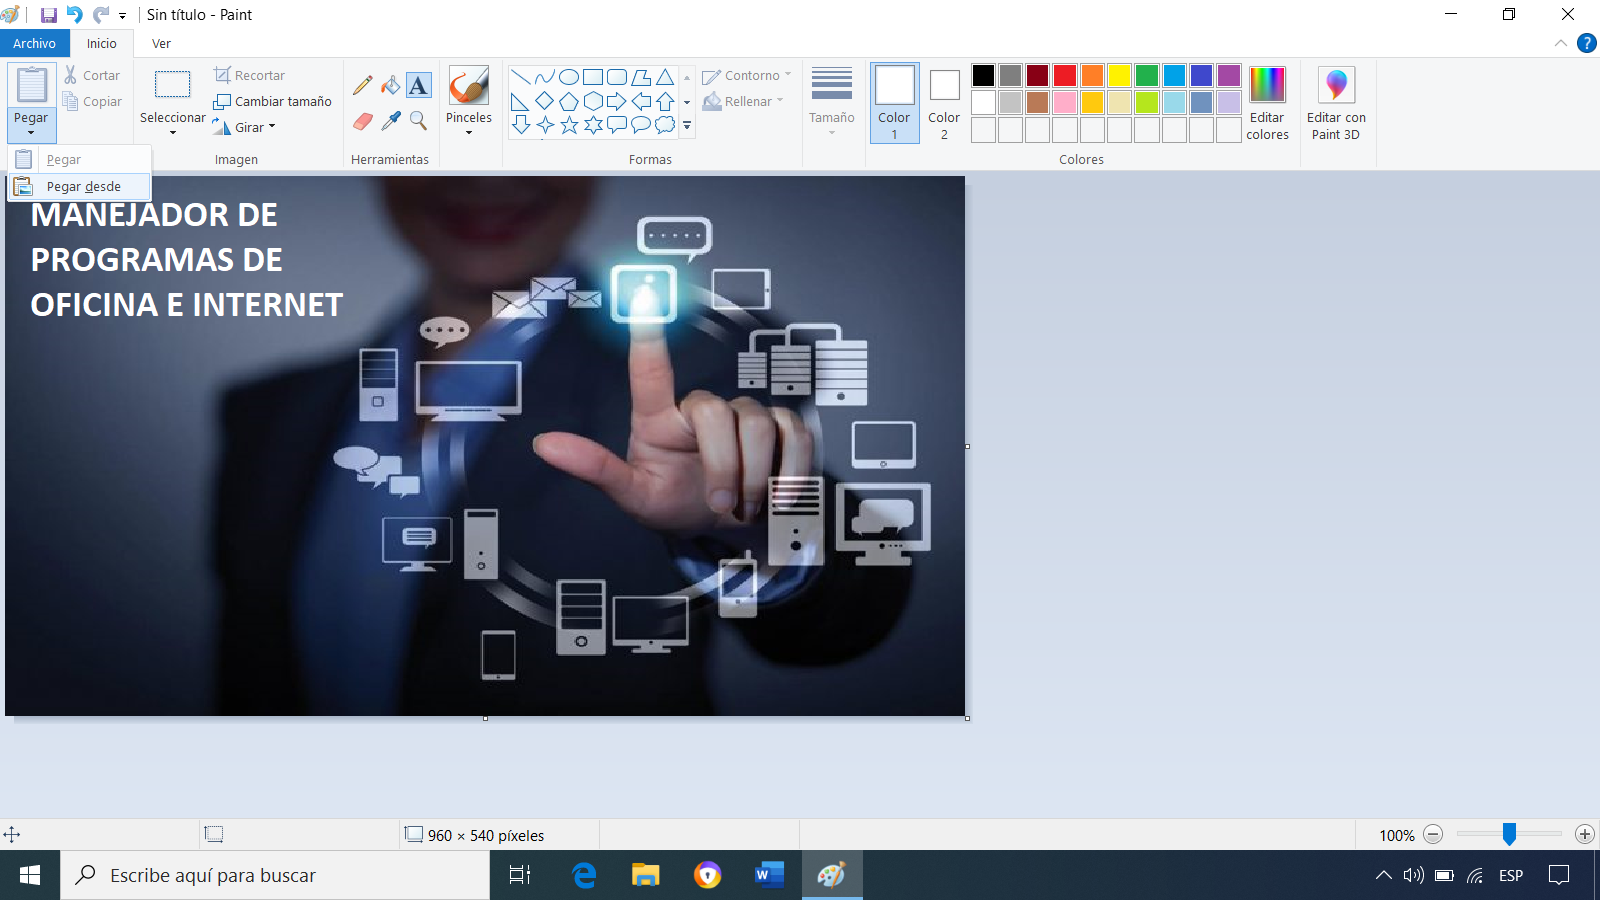 Sin título - Paint
Archivo
Inicio
Ver
Pegar
Cortar
Copiar
Seleccionar
Recortar
Cambiar tamaño
Girar
Imagen
A
Herramientas
Pinceles
Contorno
Rellenar
Formas
Tamaño
Color
1
Color
2
Editar
colores
Colores
Editar con
Paint 3D
?
Pegar
Pegar desde
MANEJADOR DE
PROGRAMAS DE
OFICINA E INTERNET
960 × 540 píxeles
100%
Escribe aquí para buscar
W
ESP